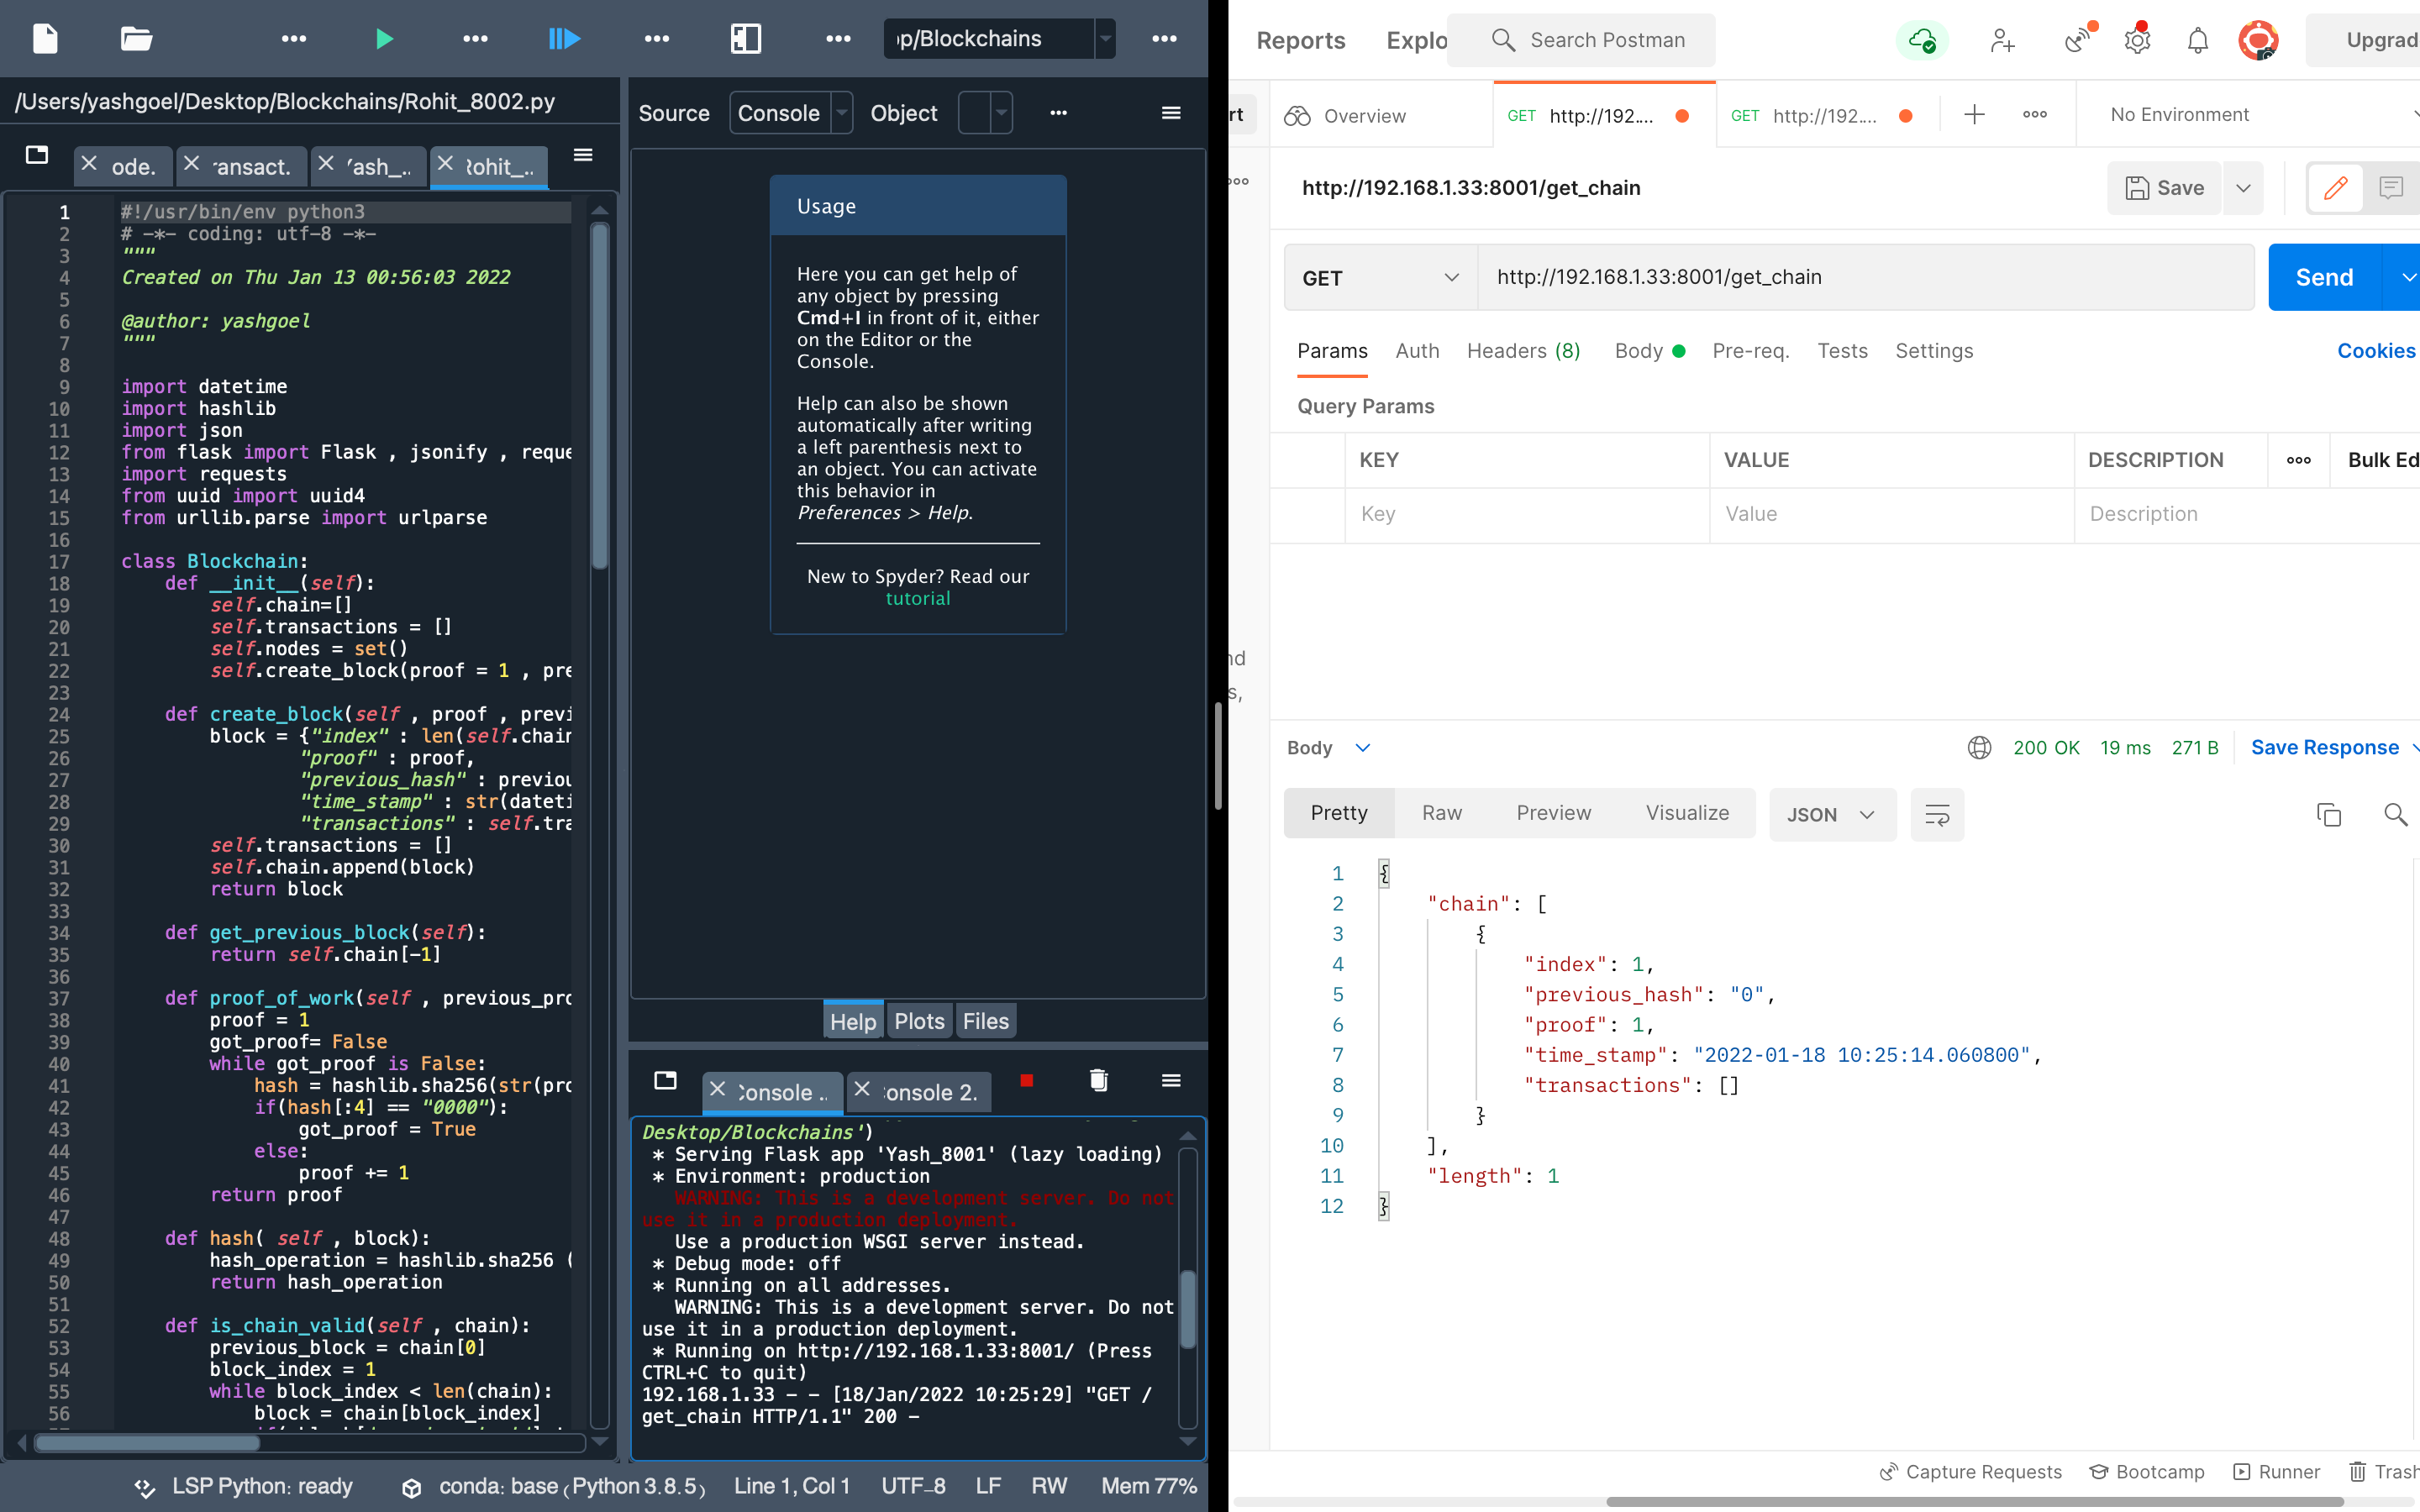 p/Blockchains
/Users/yashgoel/Desktop/Blockchains/Rohit_8002.py
ode.
ansact.
ash_..
ohit_..
1 #!/usr/bin/env python3
2 # -*- coding: utf-8 -*-
3 """
4 Created on Thu Jan 13 00:56:03 2022
5
6 @author: yashgoel
7 """
8
9 import datetime
10 import hashlib
11 import json
12 from flask import Flask , jsonify , reque
13 import requests
14 from uuid import uuid4
15 from urllib.parse import urlparse
16
17 class Blockchain:
18 def __init__(self):
19 self.chain=[]
20 self.transactions = []
21 self.nodes = set()
22 self.create_block(proof = 1 , pre
23
24 def create_block(self , proof , previ
25 block = {"index" : len(self.chain
26 "proof" : proof,
27 "previous_hash" : previou
28 "time_stamp" : str(dateti
29 "transactions" : self.tra
30 self.transactions = []
31 self.chain.append(block)
32 return block
33
34 def get_previous_block(self):
35 return self.chain[-1]
36
37 def proof_of_work(self , previous_pro
38 proof = 1
39 got_proof= False
40 while got_proof is False:
41 hash = hashlib.sha256(str(pro
42 if(hash[:4] == "0000"):
43 got_proof = True
44 else:
45 proof += 1
46 return proof
47
48 def hash( self , block):
49 hash_operation = hashlib.sha256 (
50 return hash_operation
51
52 def is_chain_valid(self , chain):
53 previous_block = chain[0]
54 block_index = 1
55 while block_index < len(chain):
56 block = chain[block_index]
Source Console Object
Usage
Here you can get help of
any object by pressing
Cmd+I in front of it, either
on the Editor or the
Console.
Help can also be shown
automatically after writing
a left parenthesis next to
an object. You can activate
this behavior in
Preferences > Help.
New to Spyder? Read our
tutorial
Help Plots Files
Console ..
onsole 2.
Desktop/Blockchains')
* Serving Flask app 'Yash_8001' (lazy loading)
* Environment: production
WARNING: This is a development server. Do not
use it in a production deployment.
Use a production WSGI server instead.
* Debug mode: off
* Running on all addresses.
WARNING: This is a development server. Do not
use it in a production deployment.
* Running on http://192.168.1.33:8001/ (Press
CTRL+C to quit)
192.168.1.33 - - [18/Jan/2022 10:25:29] "GET /
get_chain HTTP/1.1" 200 -
LSP Python: ready conda: base (Python 3.8.5) Line 1, Col 1 UTF-8 LF RW Mem 77%
Reports Explo Search Postman Upgrad
rt Overview GET http://192.... GET http://192.... No Environment
http://192.168.1.33:8001/get_chain Save
GET http://192.168.1.33:8001/get_chain Send
Params Auth Headers (8) Body Pre-req. Tests Settings Cookies
Query Params
KEY VALUE DESCRIPTION Bulk Ed
Key Value Description
nd
s,
Body 200 OK 19 ms 271 B Save Response
Pretty Raw Preview Visualize JSON
1 {
2 "chain": [
3 {
4 "index": 1,
5 "previous_hash": "0",
6 "proof": 1,
7 "time_stamp": "2022-01-18 10:25:14.060800",
8 "transactions": []
9 }
10 ],
11 "length": 1
12 }
Capture Requests Bootcamp Runner Trash